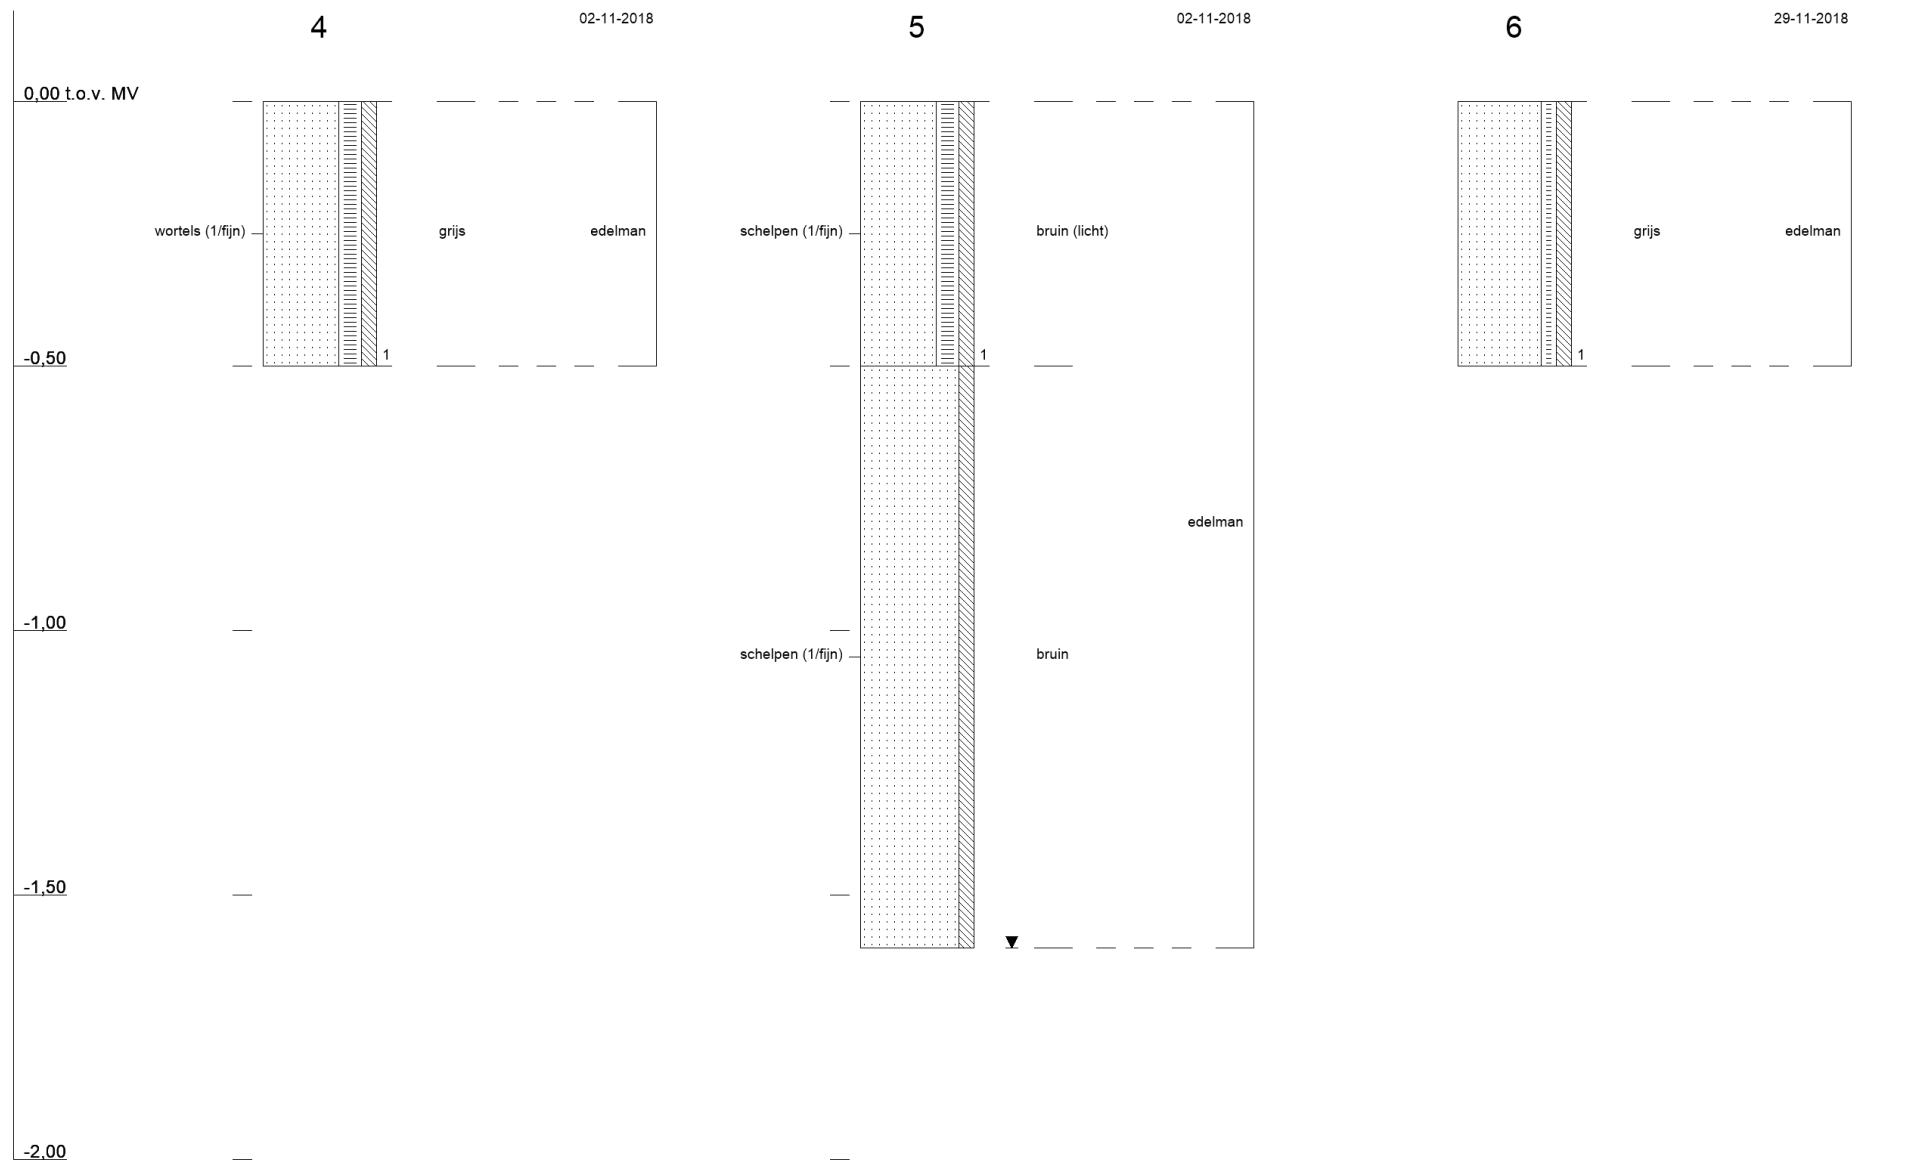 4 02-11-2018 5 02-11-2018 6 29-11-2018
0,00 t.o.v. MV
wortels (1/fijn) grijs edelman schelpen (1/fijn) bruin (licht) grijs edelman
-0,50 1 1 1
edelman
-1,00
schelpen (1/fijn) bruin
-1,50
-2,00